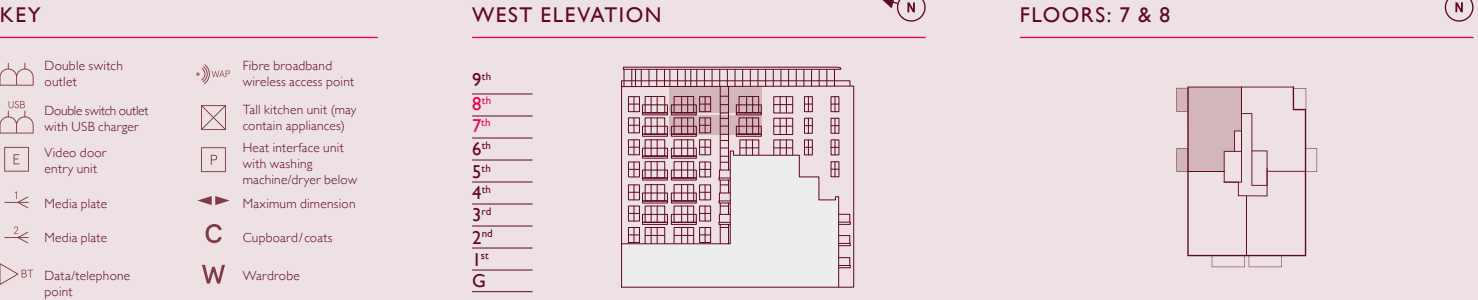 KEY
Double switch
outlet
USB
Double switch outlet
with USB charger
E
Video door
entry unit
1
Media plate
2
Media plate
BT
Data/telephone
point
WAP
Fibre broadband
wireless access point
Tall kitchen unit (may
contain appliances)
P
Heat interface unit
with washing
machine/dryer below
Maximum dimension
C
Cupboard/coats
W
Wardrobe
WEST ELEVATION
N
9th
8th
7th
6th
5th
4th
3rd
2nd
1st
G
FLOORS: 7 & 8
N